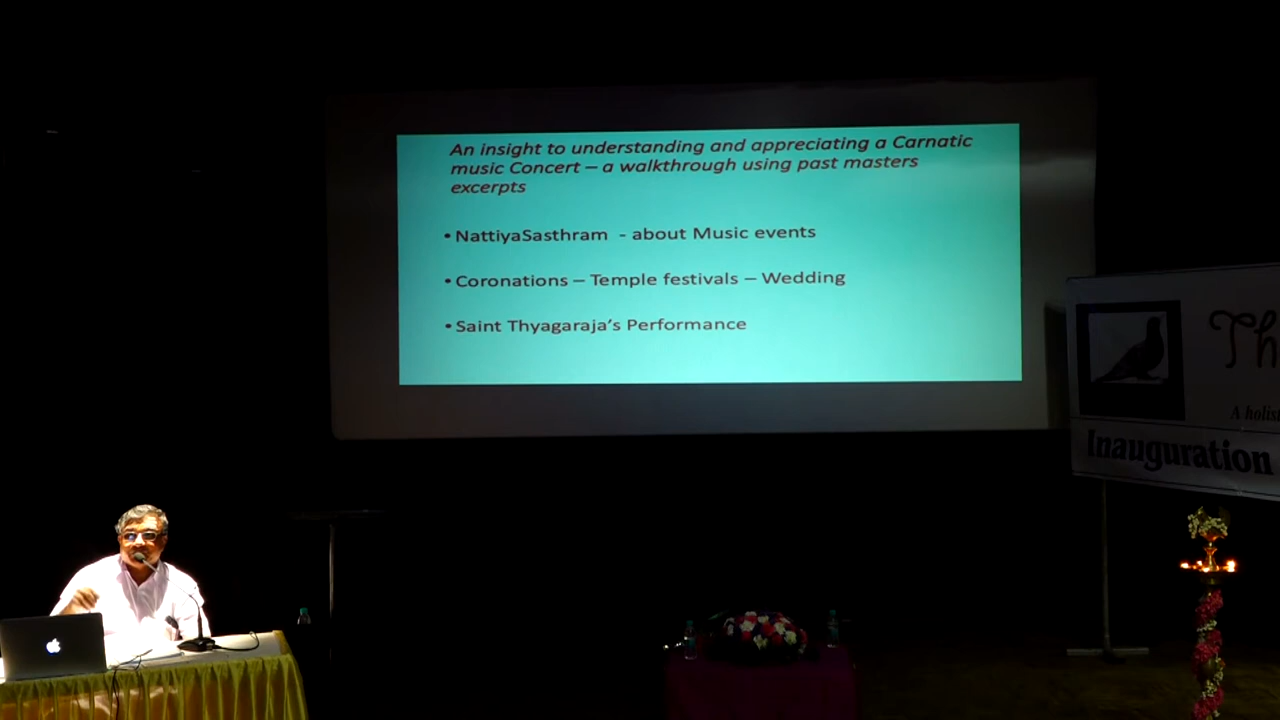 An insight to understanding and appreciating a Carnatic
music Concert – a walkthrough using past masters
excerpts
• NattiyaSasthram - about Music events
• Coronations – Temple festivals – Wedding
• Saint Thyagaraja's Performance
Th
A holis
Inauguration